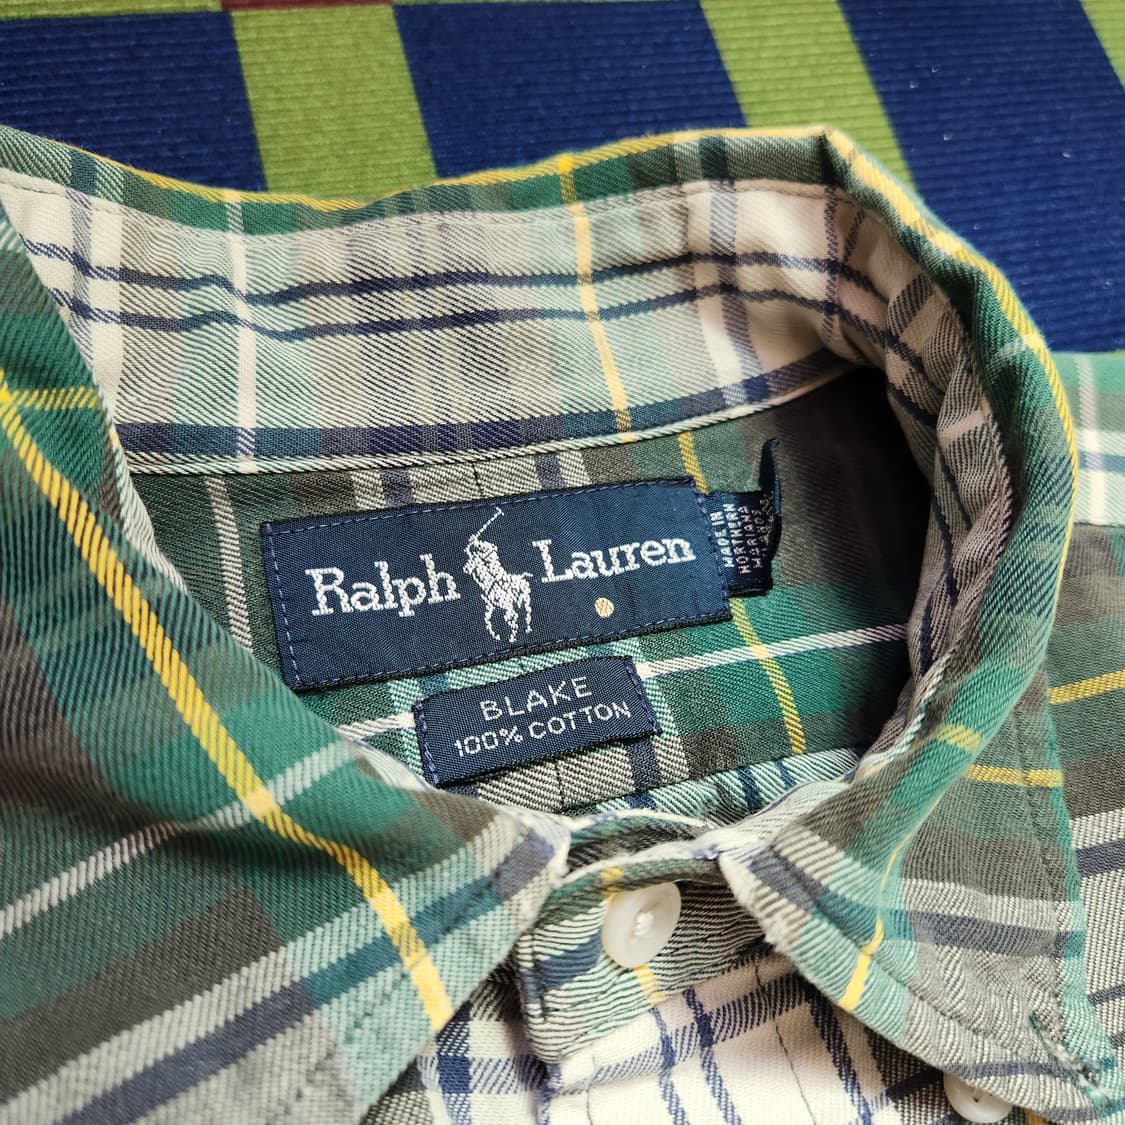 Ralph Lauren
MADE IN
NORTHERN
MARIANA
BLAKE
100% COTTON